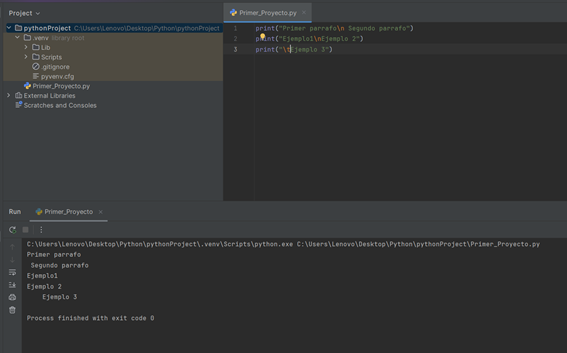 Project
pythonProject C:\Users\Lenovo\Desktop\Python\pythonProject
.venv library root
Lib
Scripts
.gitignore
pyvenv.cfg
Primer_Proyecto.py
External Libraries
Scratches and Consoles
Primer_Proyecto.py ×
1 print("Primer parrafo\n Segundo parrafo")
2 print("Ejemplo1\nEjemplo 2")
3 print("\tEjemplo 3")
Run Primer_Proyecto ×
C:\Users\Lenovo\Desktop\Python\pythonProject\.venv\Scripts\python.exe C:\Users\Lenovo\Desktop\Python\pythonProject\Primer_Proyecto.py
Primer parrafo
 Segundo parrafo
Ejemplo1
Ejemplo 2
    Ejemplo 3
Process finished with exit code 0